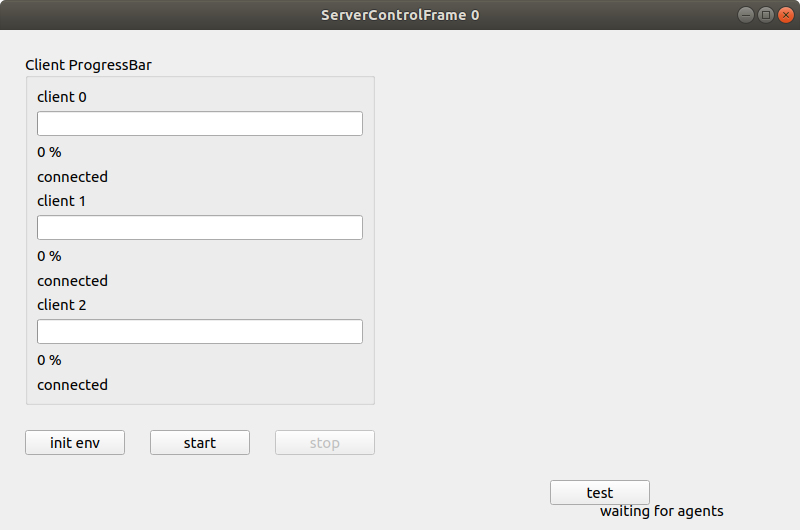 ServerControlFrame 0
Client ProgressBar
client 0
0 %
connected
client 1
0 %
connected
client 2
0 %
connected
init env
start
stop
test
waiting for agents